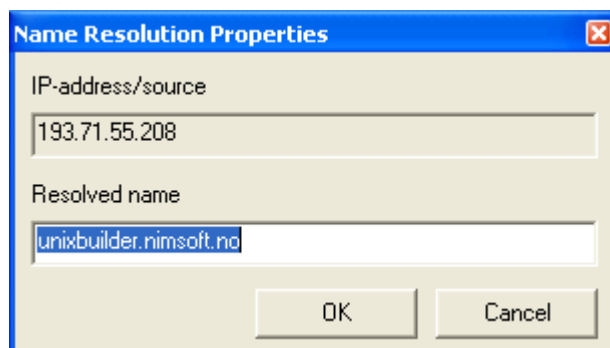 Name Resolution Properties
IP-address/source
193.71.55.208
Resolved name
unixbuilder.nimsoft.no
OK Cancel